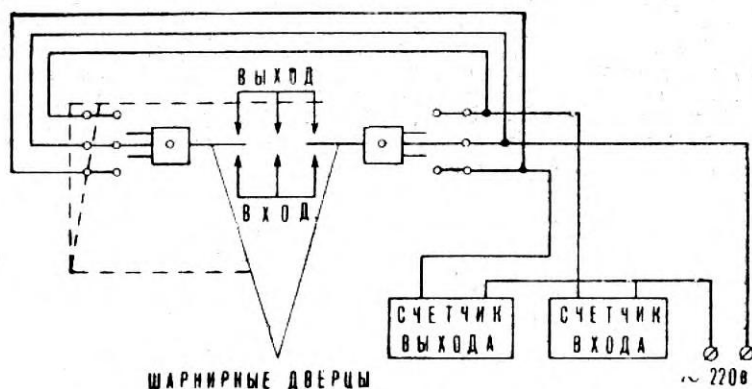 ВЫХОД
ВХОД
СЧЕТЧИК
ВЫХОДА
СЧЕТЧИК
ВХОДА
ШАРНИРНЫЕ ДВЕРЦЫ
~ 220в